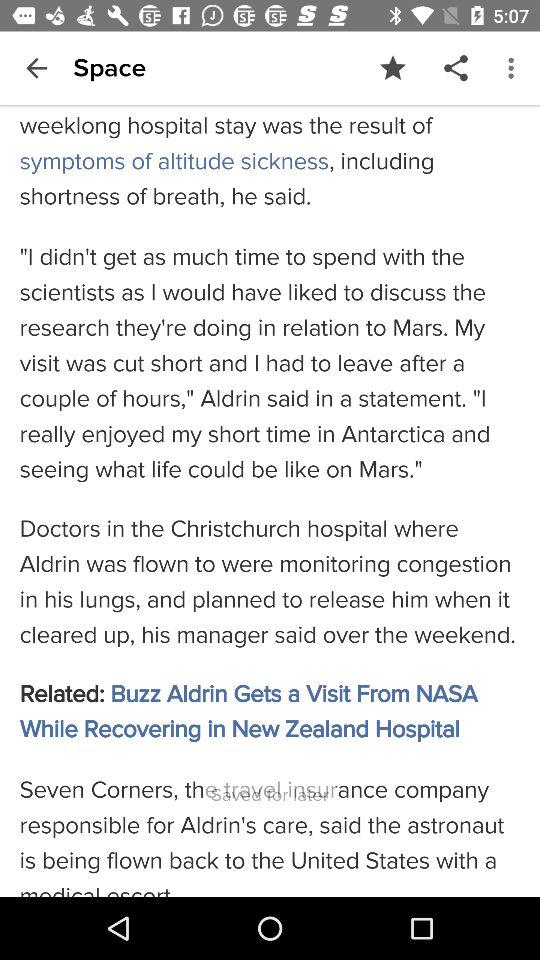 5:07
Space
weeklong hospital stay was the result of
symptoms of altitude sickness, including
shortness of breath, he said.
"I didn't get as much time to spend with the
scientists as I would have liked to discuss the
research they're doing in relation to Mars. My
visit was cut short and I had to leave after a
couple of hours," Aldrin said in a statement. "I
really enjoyed my short time in Antarctica and
seeing what life could be like on Mars."
Doctors in the Christchurch hospital where
Aldrin was flown to were monitoring congestion
in his lungs, and planned to release him when it
cleared up, his manager said over the weekend.
Related: Buzz Aldrin Gets a Visit From NASA
While Recovering in New Zealand Hospital
Seven Corners, the travel insurance company
Saved for later
responsible for Aldrin's care, said the astronaut
is being flown back to the United States with a
medical escort